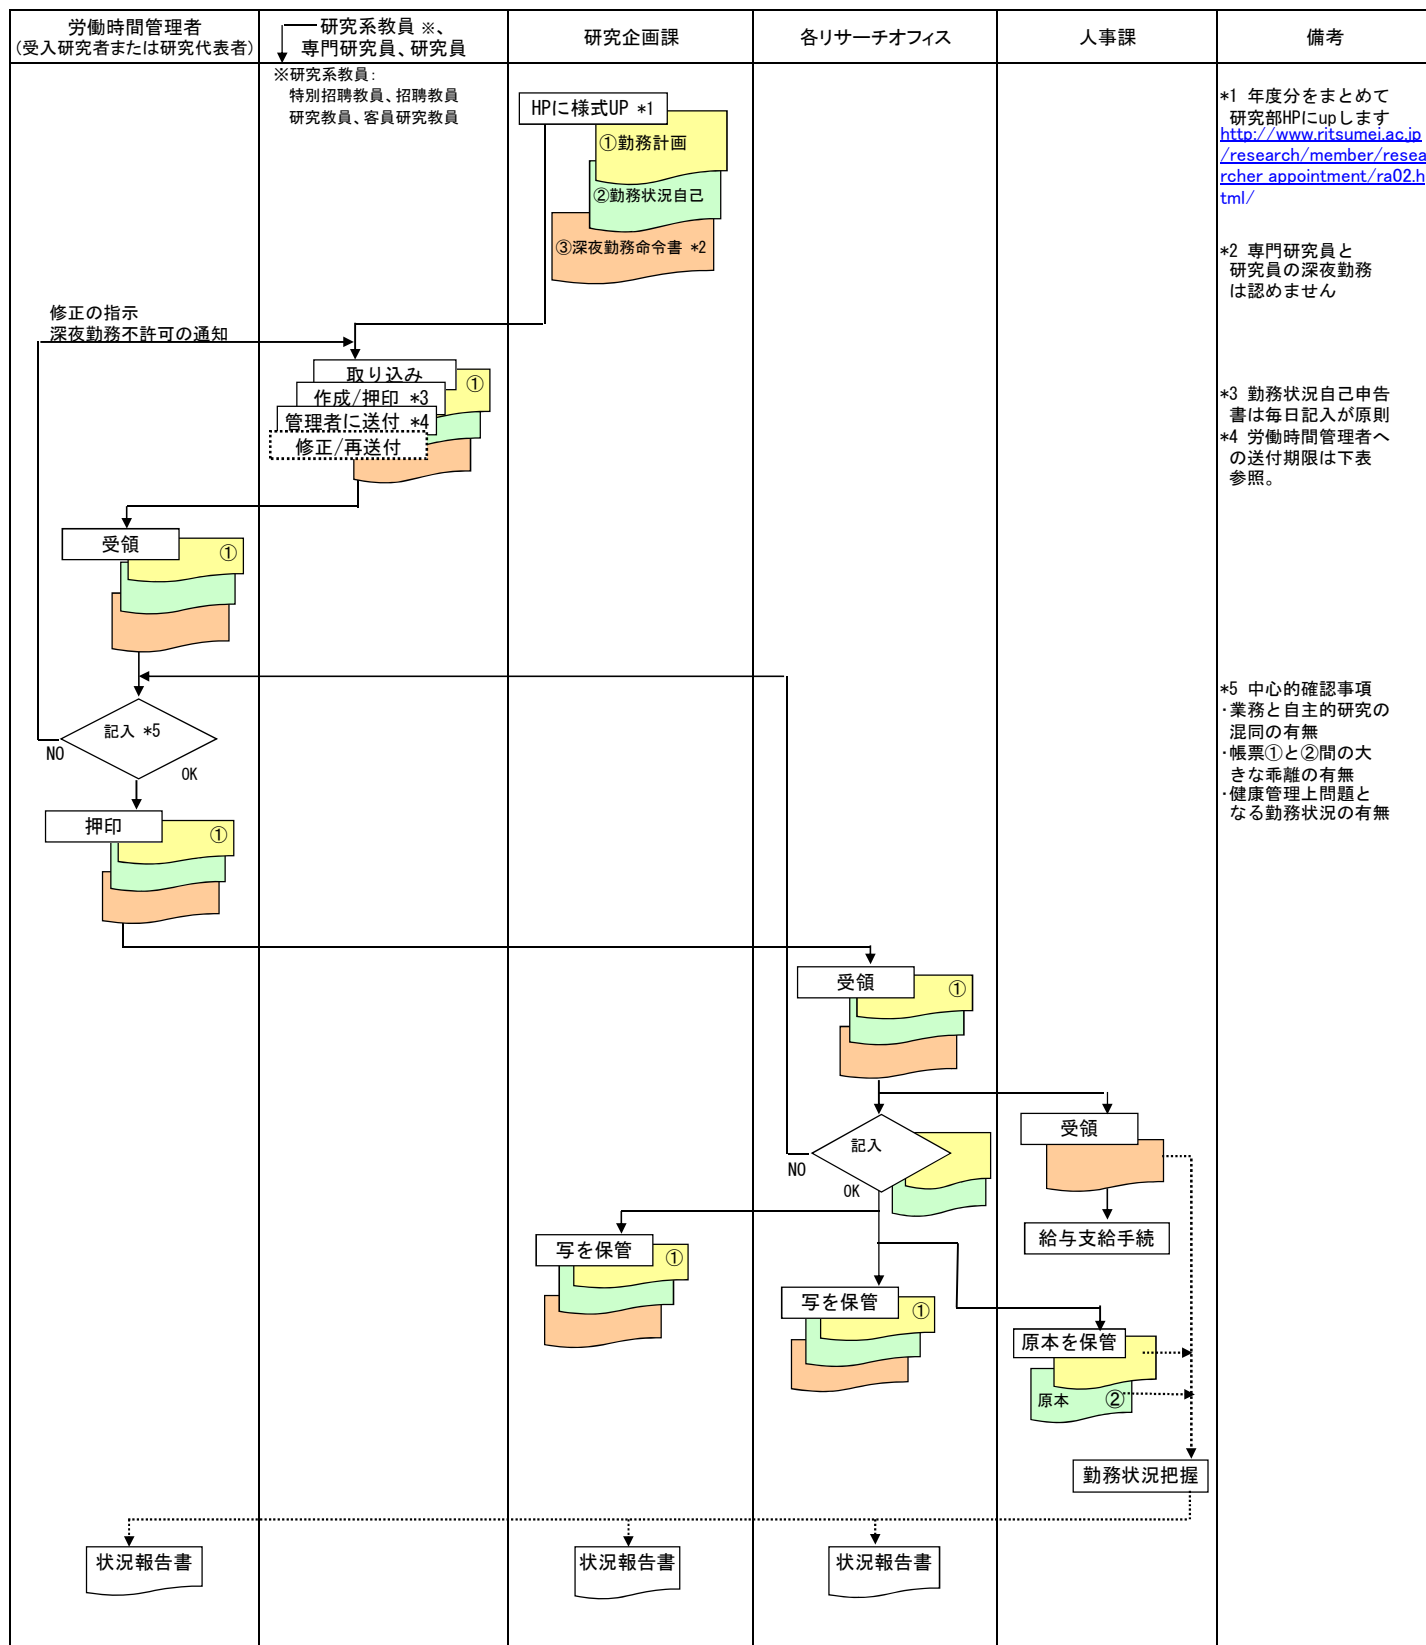 労働時間管理者
(受入研究者または研究代表者)
研究系教員 ※、
専門研究員、研究員
研究企画課
各リサーチオフィス
人事課
備考
※研究系教員：
特別招聘教員、招聘教員
研究教員、客員研究教員
HPに様式UP *1
①勤務計画
②勤務状況自己
③深夜勤務命令書 *2
*1 年度分をまとめて
研究部HPにupします
http://www.ritsumei.ac.jp
/research/member/resea
rcher appointment/ra02.h
tml/
*2 専門研究員と
研究員の深夜勤務
は認めません
修正の指示
深夜勤務不許可の通知
取り込み
①
作成/押印 *3
管理者に送付 *4
修正/再送付
*3 勤務状況自己申告
書は毎日記入が原則
*4 労働時間管理者へ
の送付期限は下表
参照。
受領
①
記入 *5
NO
OK
*5 中心的確認事項
・業務と自主的研究の
混同の有無
・帳票①と②間の大
きな乖離の有無
・健康管理上問題と
なる勤務状況の有無
押印
①
受領
①
受領
記入
NO
OK
給与支給手続
写を保管
①
写を保管
①
原本を保管
原本 ②
勤務状況把握
状況報告書
状況報告書
状況報告書